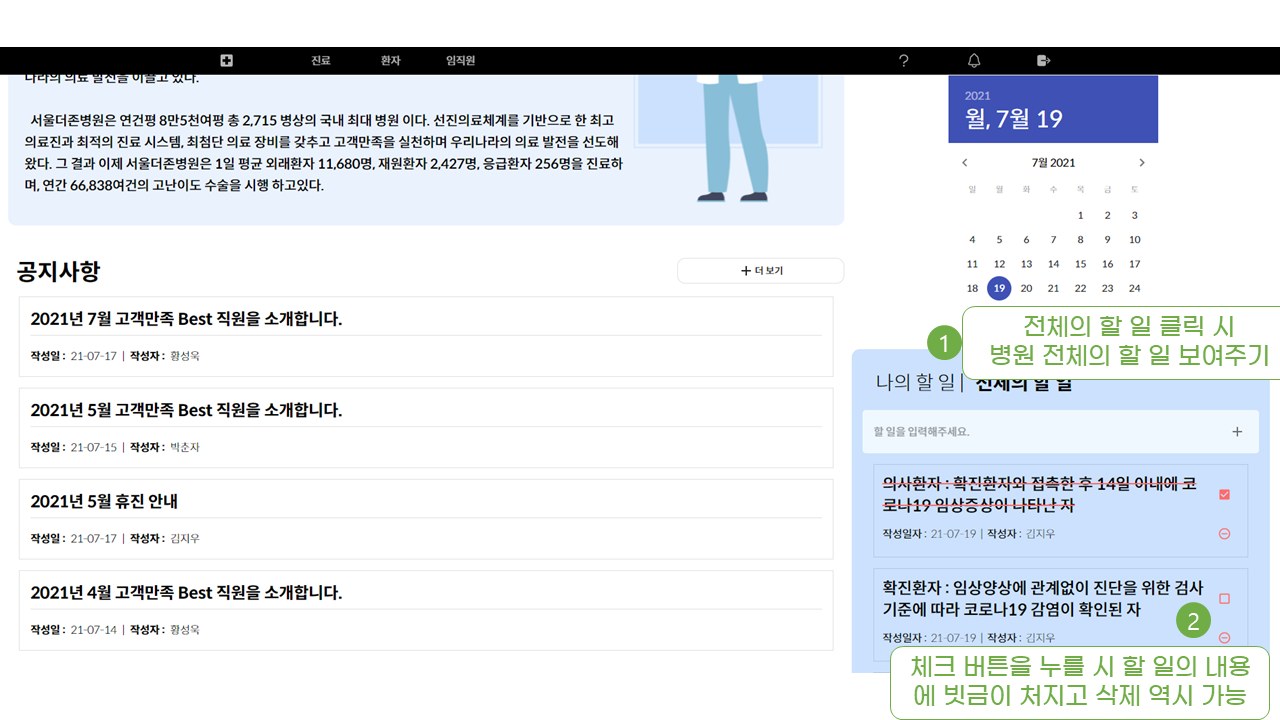 진료 환자 임직원 ?
나라의 의료 발전을 이끌고 있다.
서울더존병원은 연건평 8만5천여평 총 2,715 병상의 국내 최대 병원 이다. 선진의료체계를 기반으로 한 최고
의료진과 최적의 진료 시스템, 최첨단 의료 장비를 갖추고 고객만족을 실천하며 우리나라의 의료 발전을 선도해
왔다. 그 결과 이제 서울더존병원은 1일 평균 외래환자 11,680명, 재원환자 2,427명, 응급환자 256명을 진료하
며, 연간 66,838여건의 고난이도 수술을 시행 하고있다.
공지사항
+ 더 보기
2021년 7월 고객만족 Best 직원을 소개합니다.
작성일 : 21-07-17 | 작성자 : 황성욱
2021년 5월 고객만족 Best 직원을 소개합니다.
작성일 : 21-07-15 | 작성자 : 박춘자
2021년 5월 휴진 안내
작성일 : 21-07-17 | 작성자 : 김지우
2021년 4월 고객만족 Best 직원을 소개합니다.
작성일 : 21-07-14 | 작성자 : 황성욱
2021
월, 7월 19
7월 2021
일 월 화 수 목 금 토
1 2 3
4 5 6 7 8 9 10
11 12 13 14 15 16 17
18 19 20 21 22 23 24
1
전체의 할 일 클릭 시
병원 전체의 할 일 보여주기
나의 할 일 | 전체의 할 일
할 일을 입력해주세요. +
의사환자 : 확진환자와 접촉한 후 14일 이내에 코
로나19 임상증상이 나타난 자
작성일자 : 21-07-19 | 작성자 : 김지우
확진환자 : 임상양상에 관계없이 진단을 위한 검사
기준에 따라 코로나19 감염이 확인된 자
작성일자 : 21-07-19 | 작성자 : 김지우
2
체크 버튼을 누를 시 할 일의 내용
에 빗금이 처지고 삭제 역시 가능